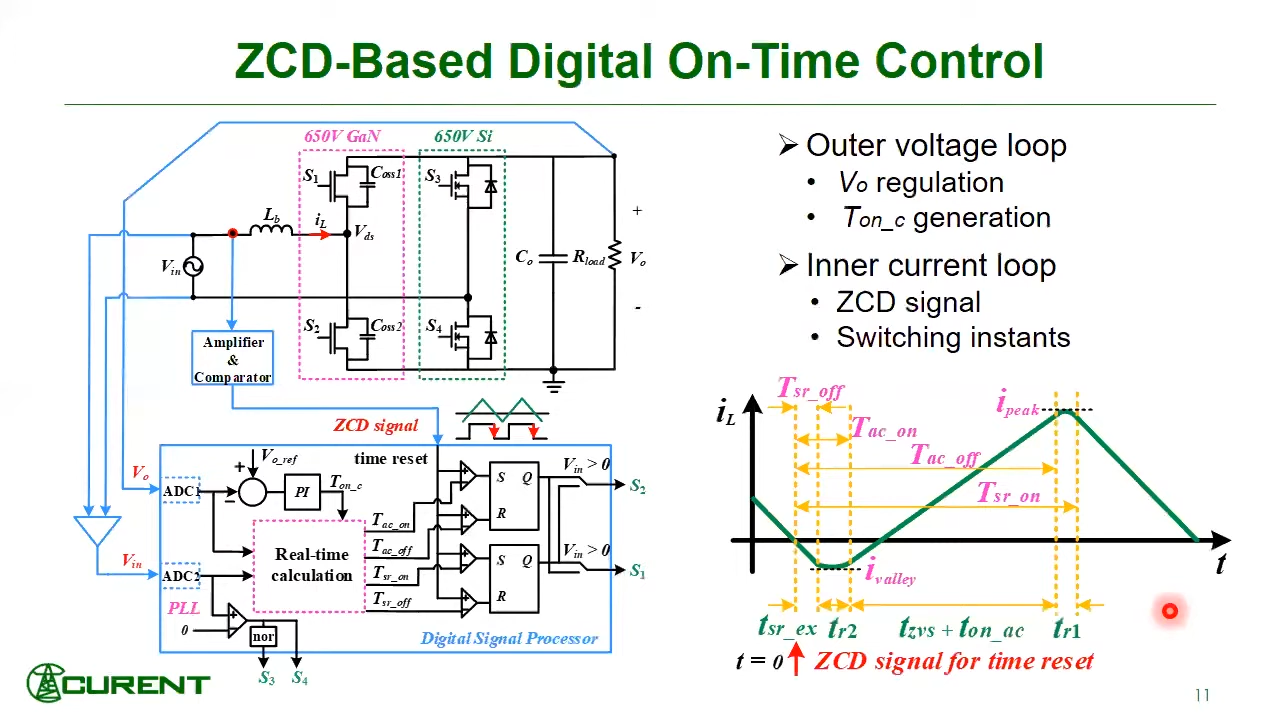 ZCD-Based Digital On-Time Control
650V GaN
650V Si
S1
Coss1
S3
Lb
iL
Vds
Vin
Co
Rload
+
Vo
-
S2
Coss2
S4
Amplifier
&
Comparator
ZCD signal
time reset
Vo
ADC1
Vo_ref
+
−
PI
Ton_c
Real-time
calculation
Tac_on
Tac_off
Tsr_on
Tsr_off
S Q
R
S Q
R
Vin > 0
S2
Vin > 0
S1
Vin
ADC2
PLL
0
nor
S3 S4
Digital Signal Processor
➢ Outer voltage loop
• Vo regulation
• Ton_c generation
➢ Inner current loop
• ZCD signal
• Switching instants
iL
Tsr_off
Tac_on
Tac_off
Tsr_on
ipeak
ivalley
t
tsr_ex tr2 tzvs + ton_ac tr1
t = 0 ZCD signal for time reset
CURENT
11